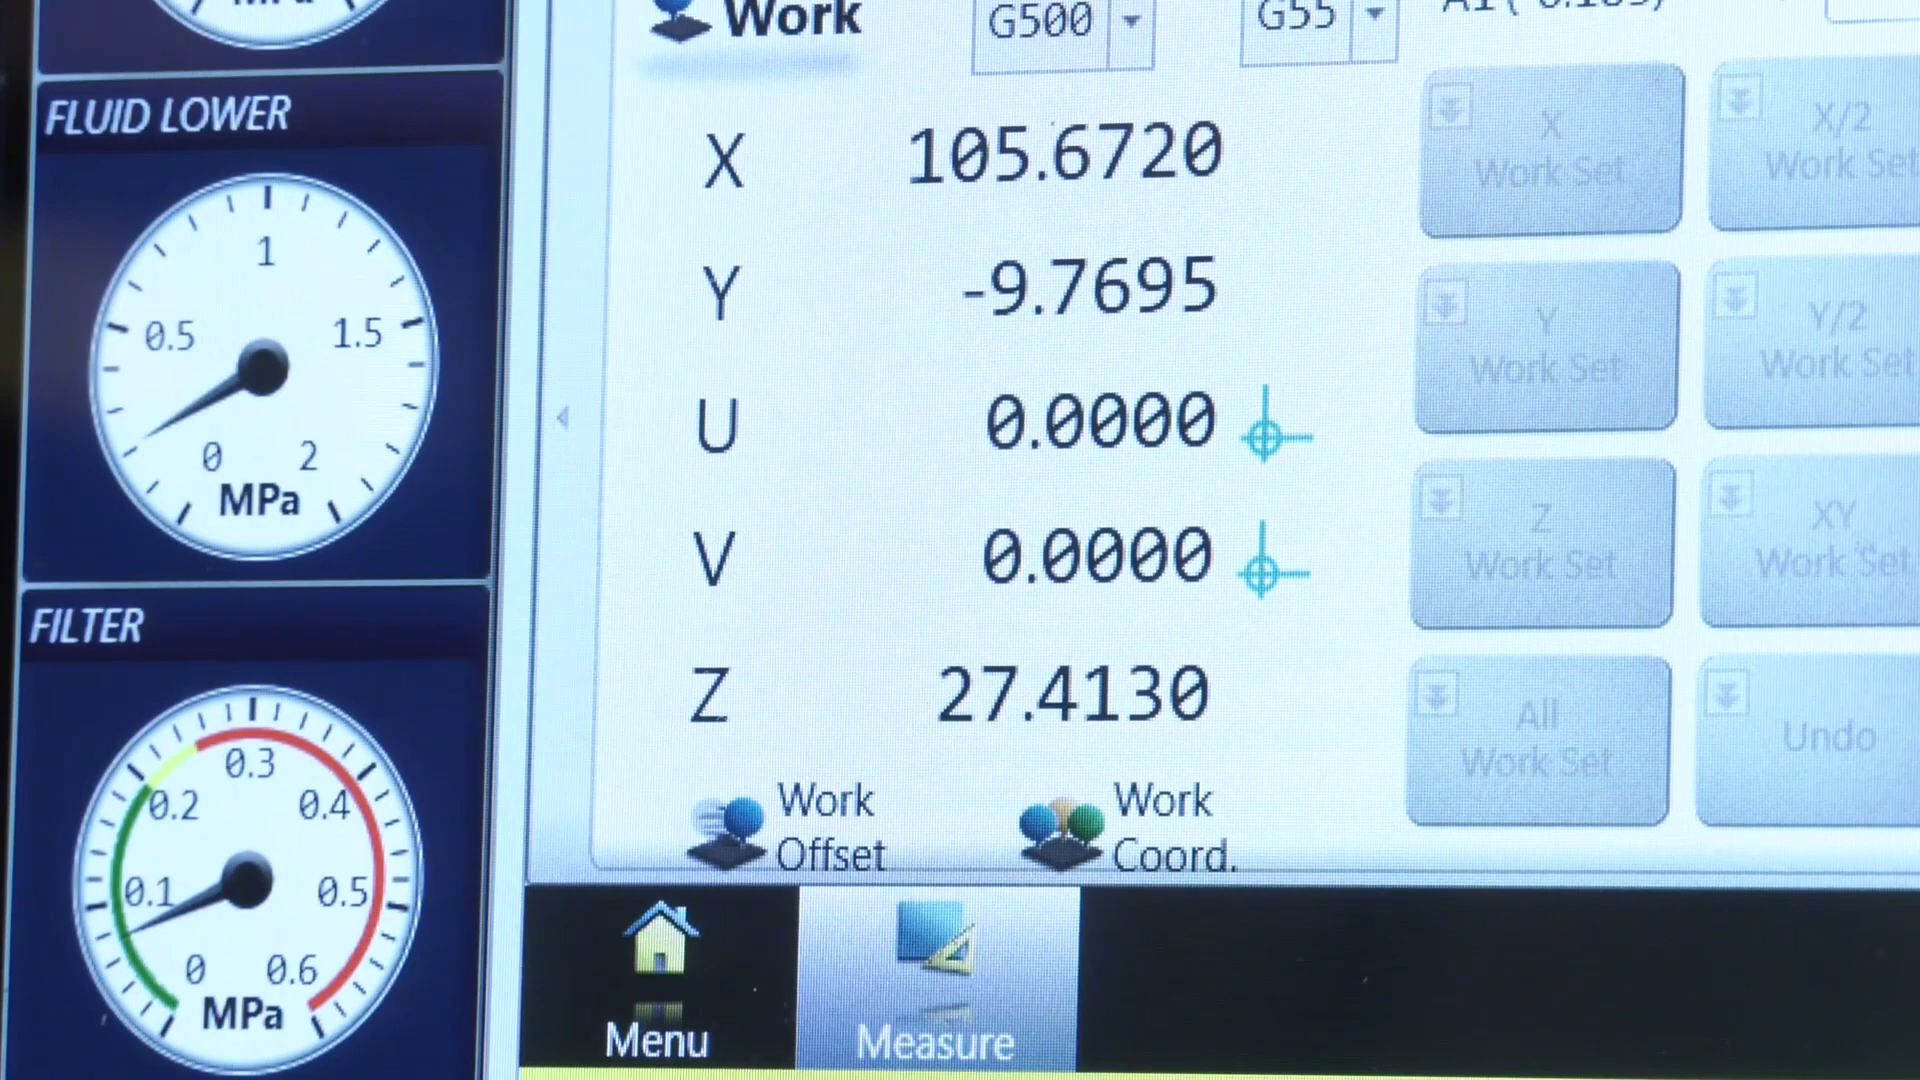 MPa
FLUID LOWER
1
0.5
1.5
0
2
MPa
FILTER
0.3
0.2
0.4
0.1
0.5
0
0.6
MPa
Work
G500
G55
X
105.6720
Y
-9.7695
U
0.0000
V
0.0000
Z
27.4130
Work
Offset
Work
Coord.
X
Work Set
X/2
Work Set
Y
Work Set
Y/2
Work Set
Z
Work Set
XY
Work Set
All
Work Set
Undo
Menu
Measure